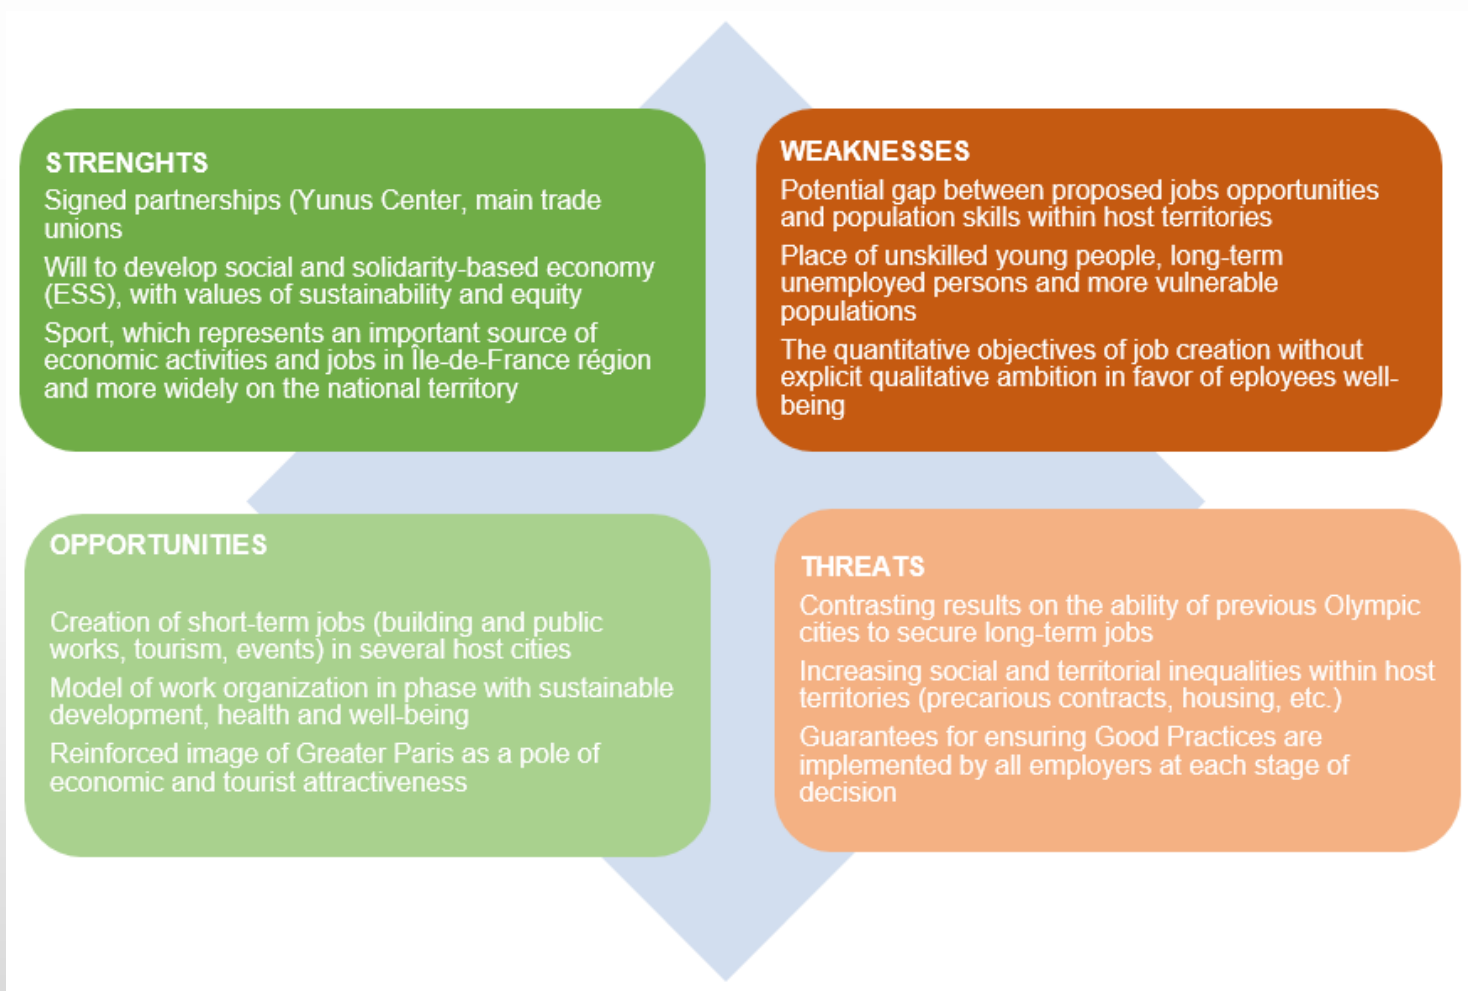 STRENGHTS
Signed partnerships (Yunus Center, main trade
unions
Will to develop social and solidarity-based economy
(ESS), with values of sustainability and equity
Sport, which represents an important source of
economic activities and jobs in Île-de-France région
and more widely on the national territory
WEAKNESSES
Potential gap between proposed jobs opportunities
and population skills within host territories
Place of unskilled young people, long-term
unemployed persons and more vulnerable
populations
The quantitative objectives of job creation without
explicit qualitative ambition in favor of eployees well-
being
OPPORTUNITIES
Creation of short-term jobs (building and public
works, tourism, events) in several host cities
Model of work organization in phase with sustainable
development, health and well-being
Reinforced image of Greater Paris as a pole of
economic and tourist attractiveness
THREATS
Contrasting results on the ability of previous Olympic
cities to secure long-term jobs
Increasing social and territorial inequalities within host
territories (precarious contracts, housing, etc.)
Guarantees for ensuring Good Practices are
implemented by all employers at each stage of
decision